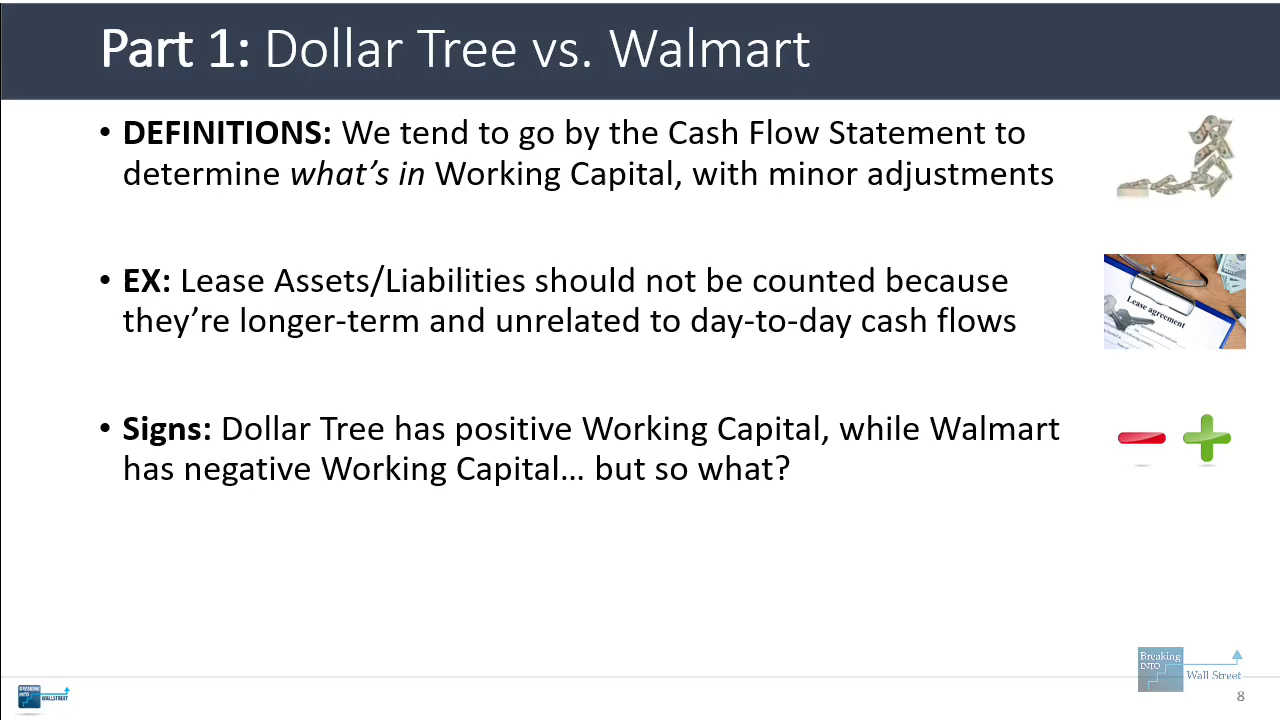 Part 1: Dollar Tree vs. Walmart
• DEFINITIONS: We tend to go by the Cash Flow Statement to
determine what's in Working Capital, with minor adjustments
• EX: Lease Assets/Liabilities should not be counted because
they're longer-term and unrelated to day-to-day cash flows
Lease agreement
• Signs: Dollar Tree has positive Working Capital, while Walmart
has negative Working Capital… but so what?
Breaking
INTO
Wall Street
BREAKING
INTO
WALLSTREET
8